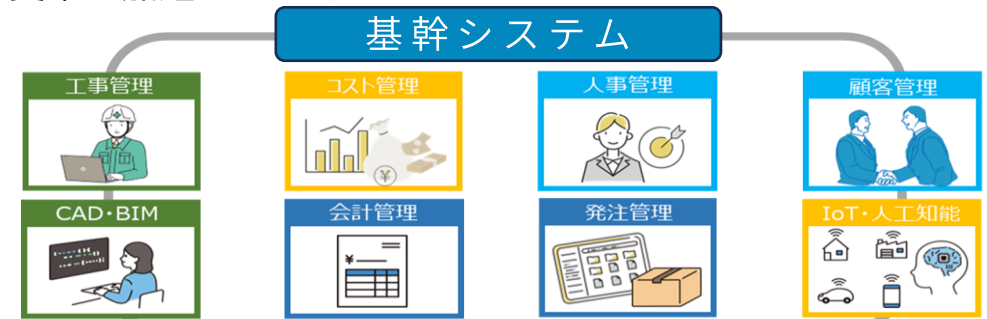 基幹システム
工事管理
コスト管理
人事管理
顧客管理
CAD・BIM
会計管理
発注管理
IoT・人工知能
¥
¥